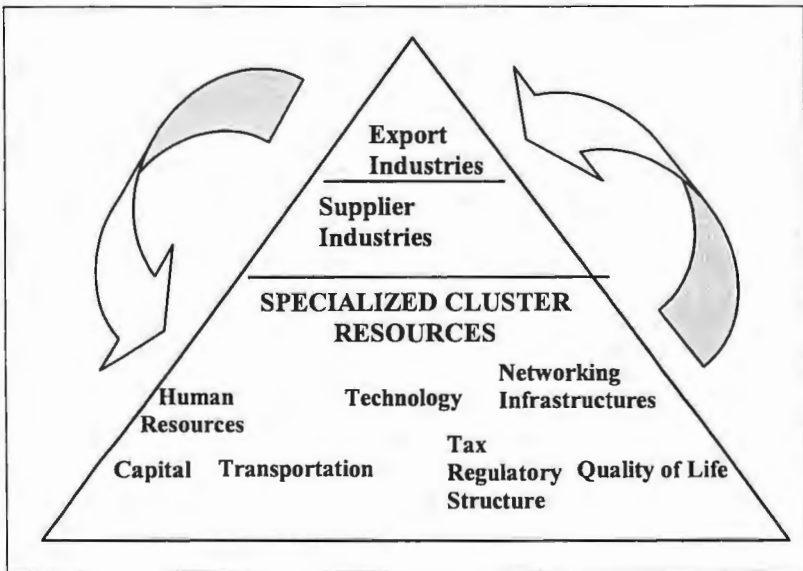 Export
Industries
Supplier
Industries
SPECIALIZED CLUSTER
RESOURCES
Human
Resources
Technology
Networking
Infrastructures
Capital
Transportation
Tax
Regulatory
Structure
Quality of Life